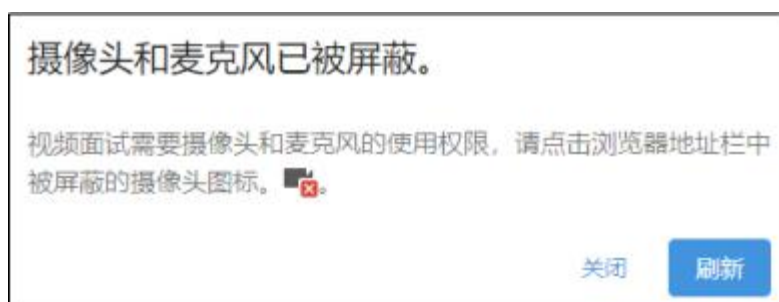 摄像头和麦克风已被屏蔽。
视频面试需要摄像头和麦克风的使用权限，请点击浏览器地址栏中
被屏蔽的摄像头图标。。
关闭
刷新